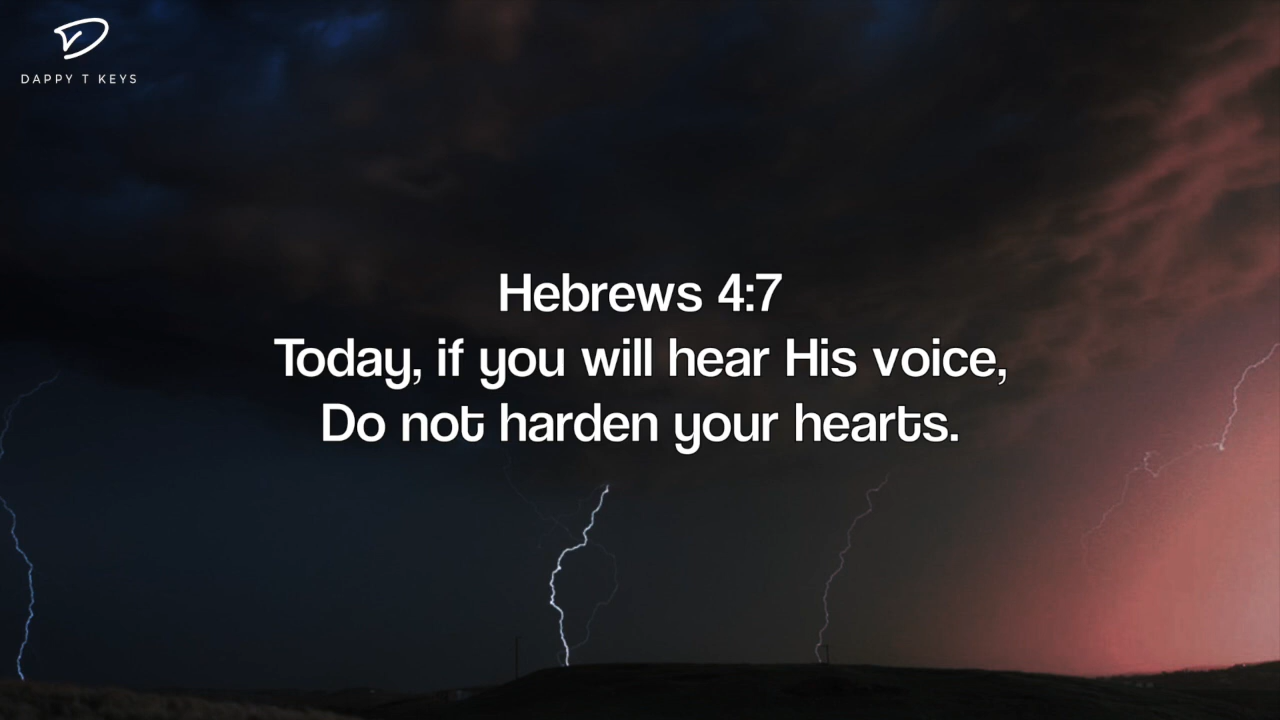 DAPPY T KEYS
Hebrews 4:7
Today, if you will hear His voice,
Do not harden your hearts.